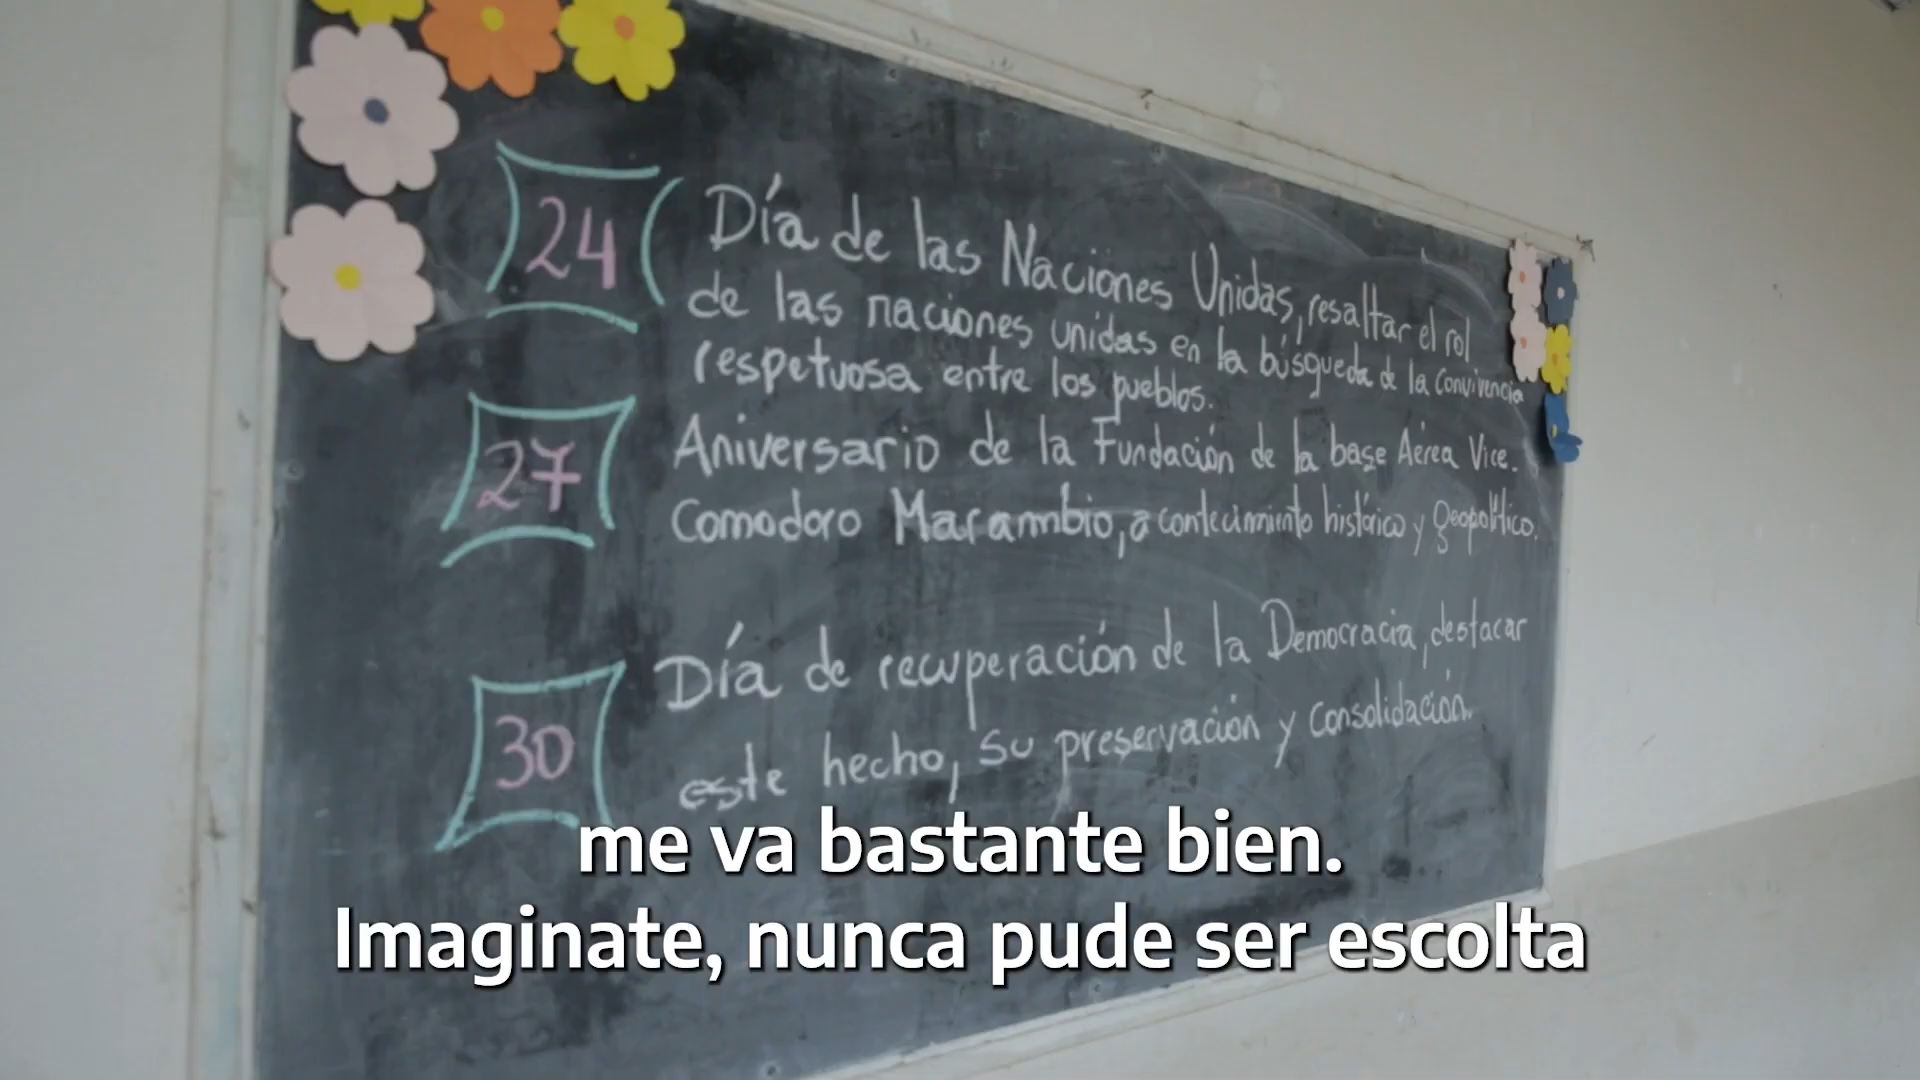 24
Día de las Naciones Unidas, resaltar el rol
de las naciones unidas en la búsqueda de la convivencia
respetuosa entre los pueblos.
27
Aniversario de la Fundación de la base Aérea Vice.
Comodoro Marambio, acontecimiento histórico y geopolítico.
30
Día de recuperación de la Democracia, destacar
este hecho, su preservación y consolidación.
me va bastante bien.
Imaginate, nunca pude ser escolta